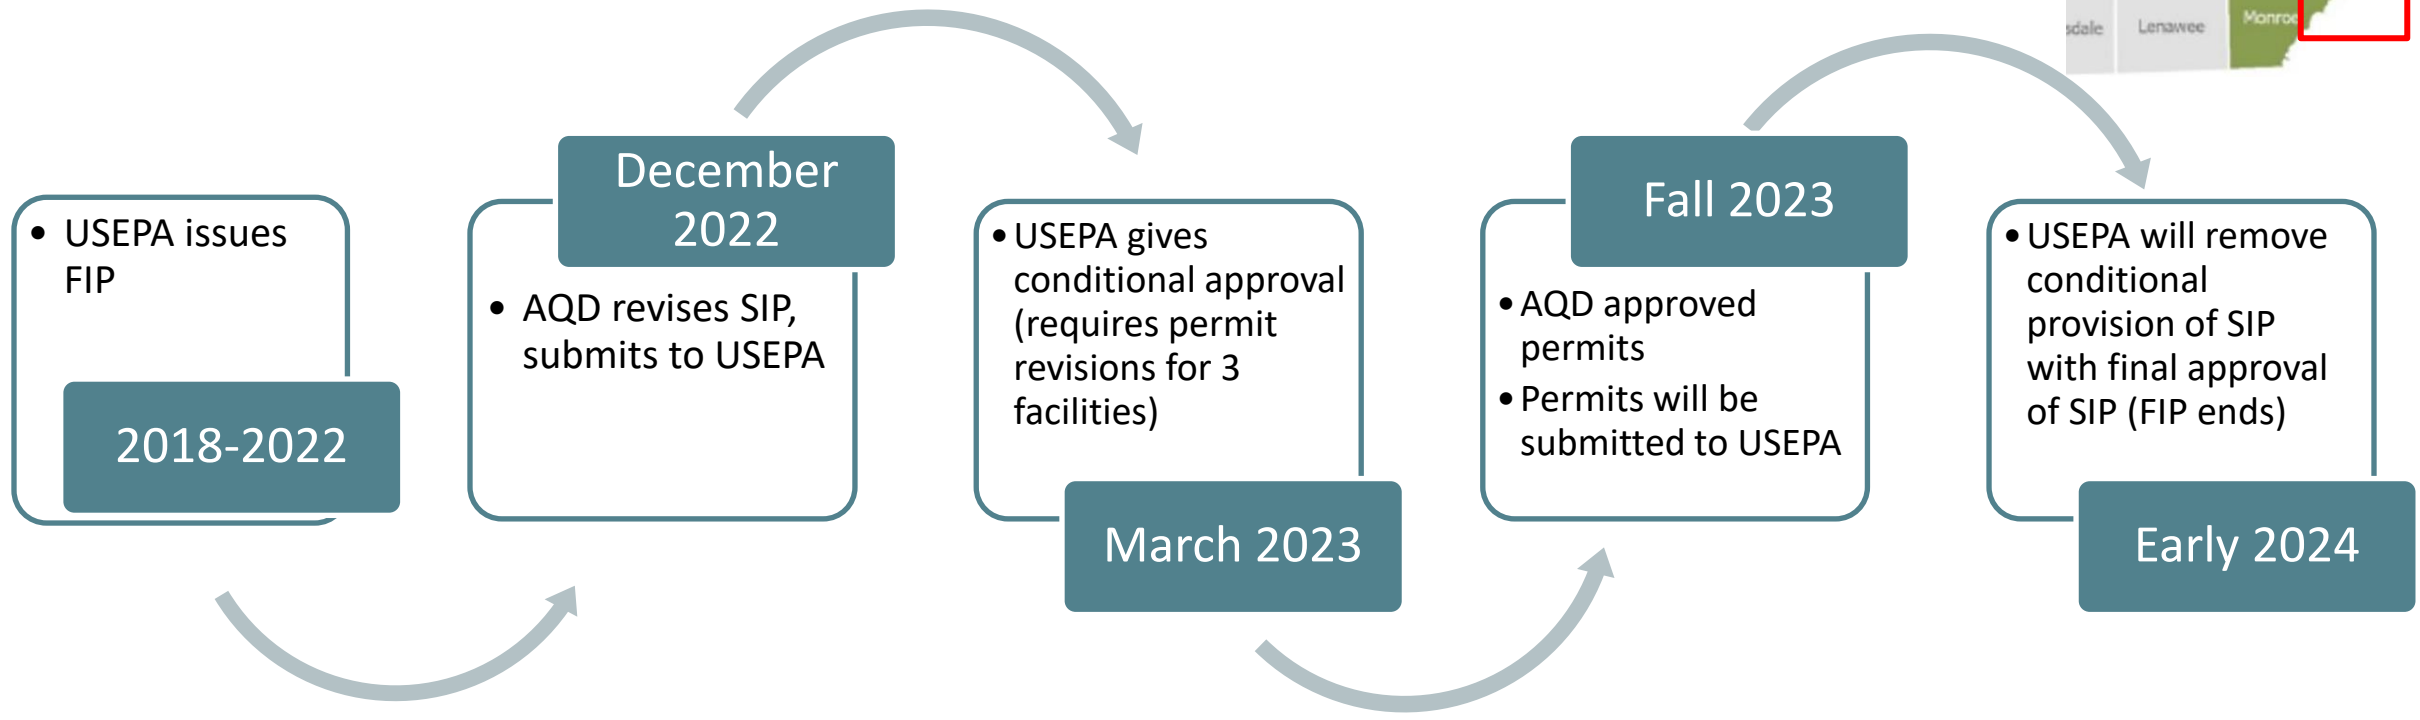 sdale
Lenawee
Monroe
• USEPA issues
FIP
2018-2022
December
2022
• AQD revises SIP,
submits to USEPA
• USEPA gives
conditional approval
(requires permit
revisions for 3
facilities)
March 2023
Fall 2023
• AQD approved
permits
• Permits will be
submitted to USEPA
• USEPA will remove
conditional
provision of SIP
with final approval
of SIP (FIP ends)
Early 2024